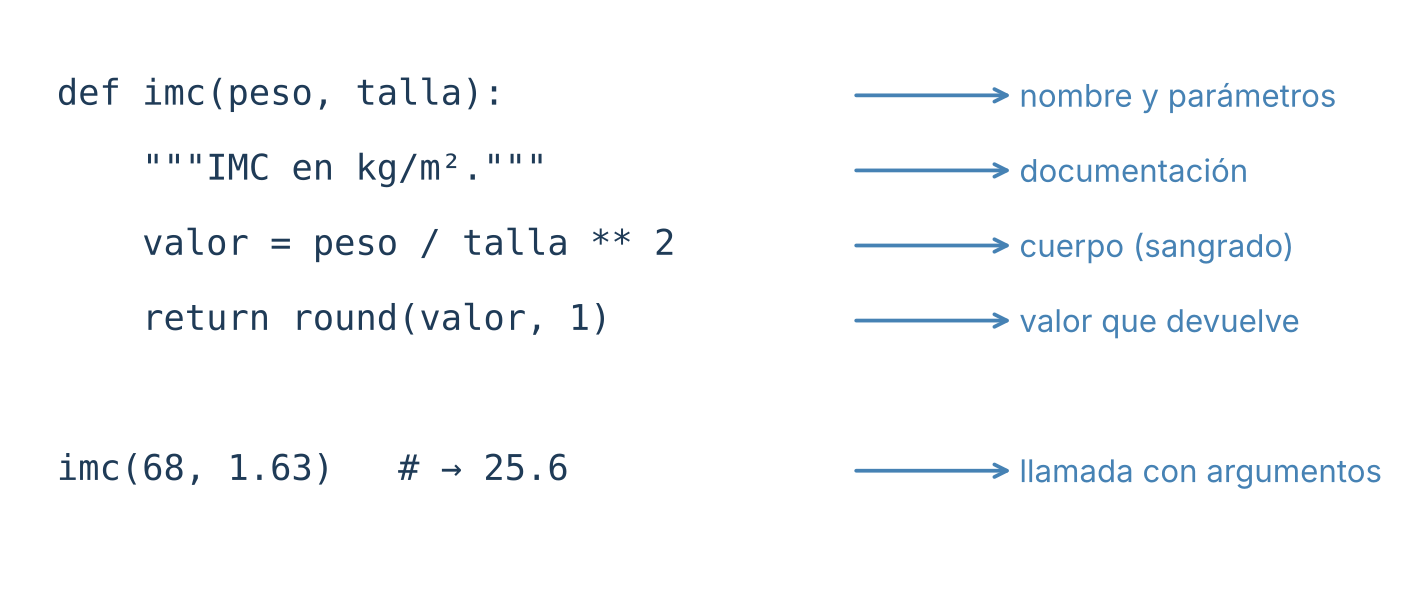 def imc(peso, talla): nombre y parámetros
    """IMC en kg/m².""" documentación
    valor = peso / talla ** 2 cuerpo (sangrado)
    return round(valor, 1) valor que devuelve
imc(68, 1.63)   # → 25.6 llamada con argumentos